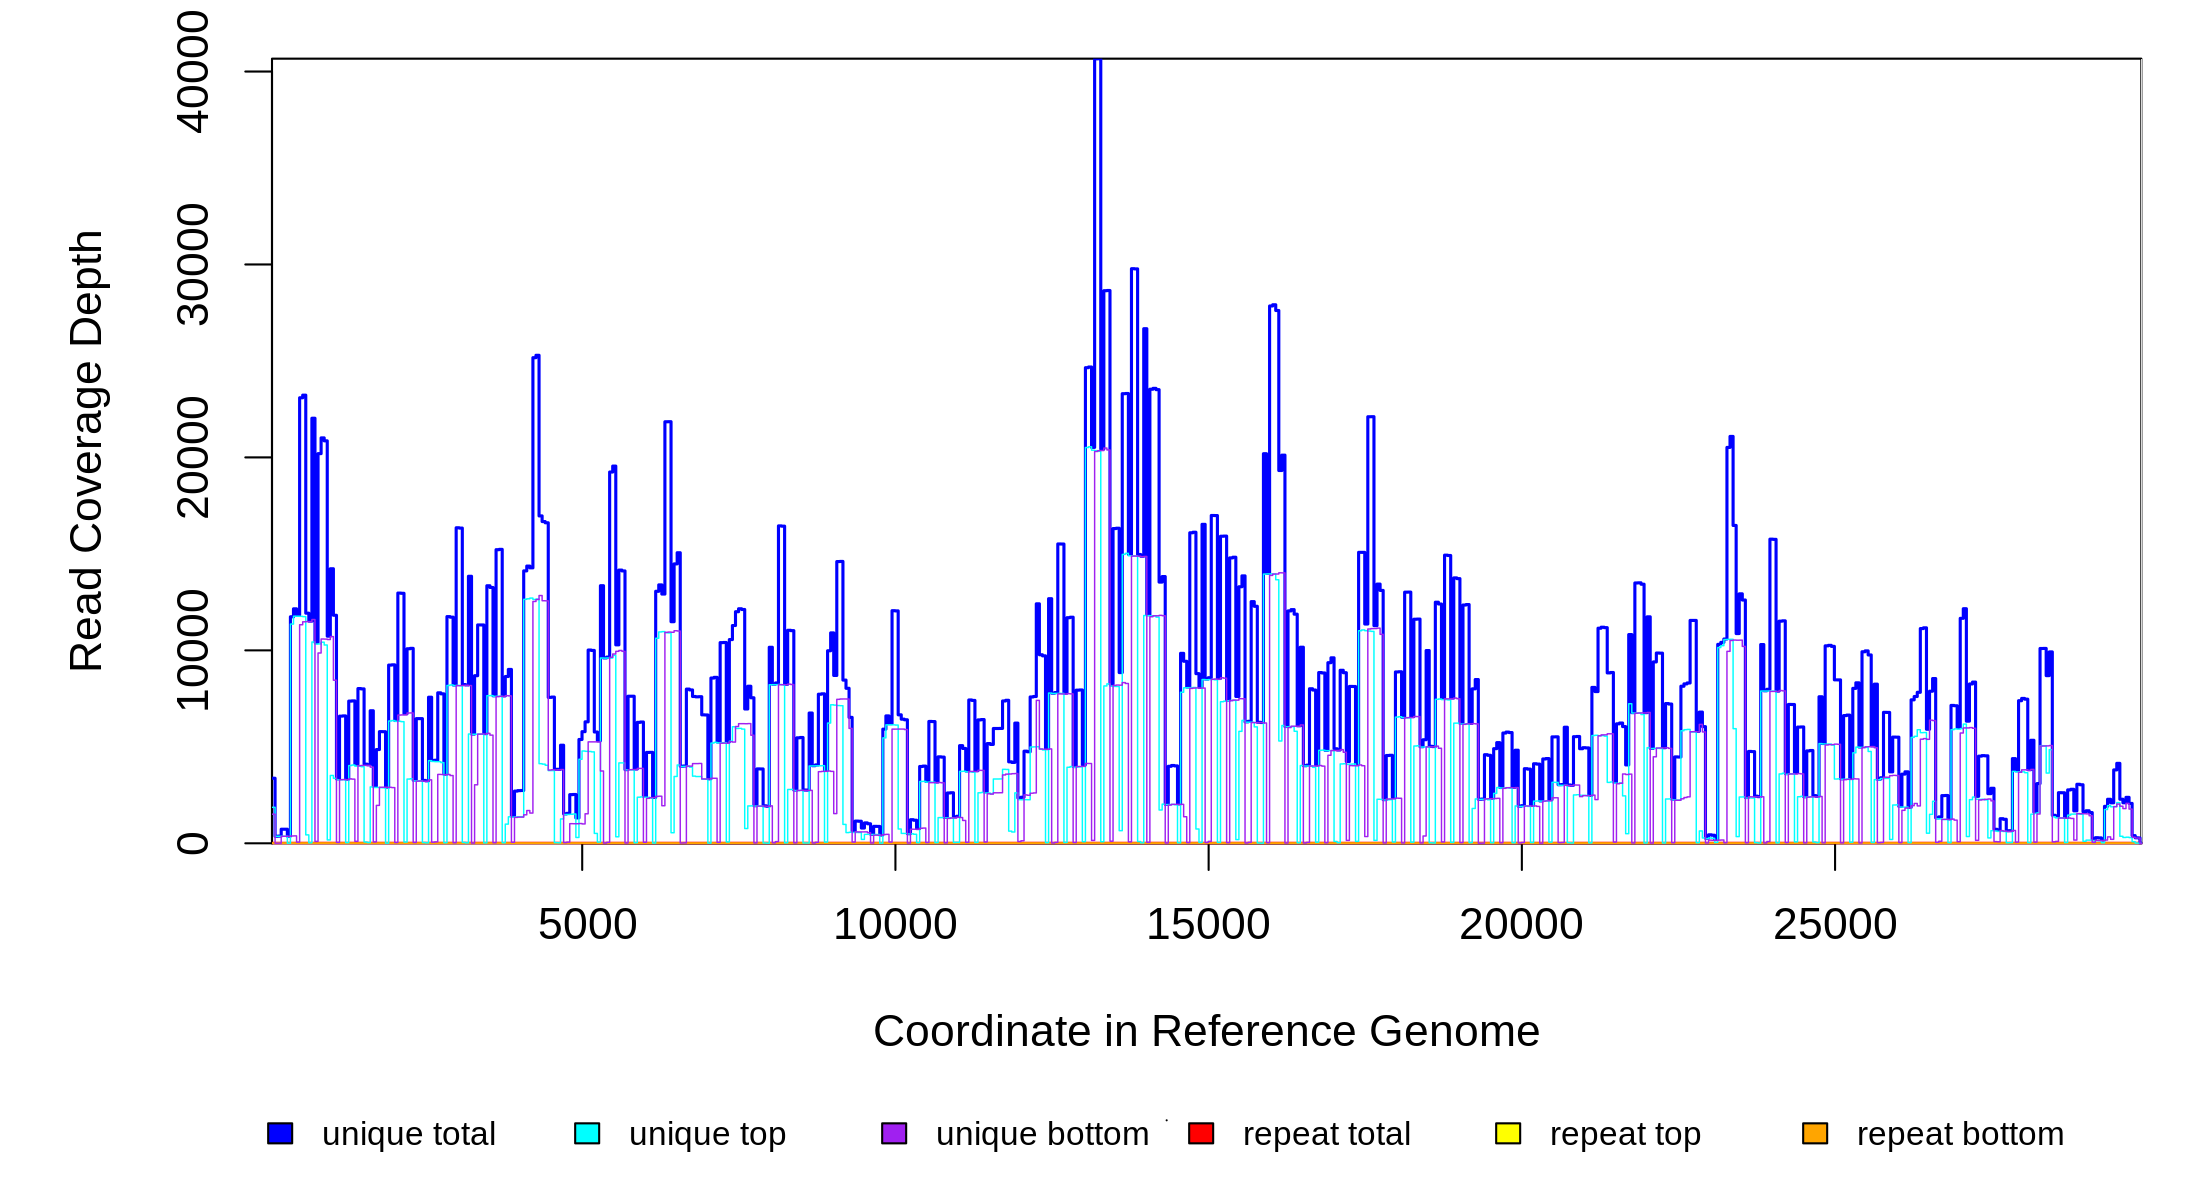 Read Coverage Depth
40000
30000
20000
10000
0
5000 10000 15000 20000 25000
Coordinate in Reference Genome
unique total unique top unique bottom repeat total repeat top repeat bottom